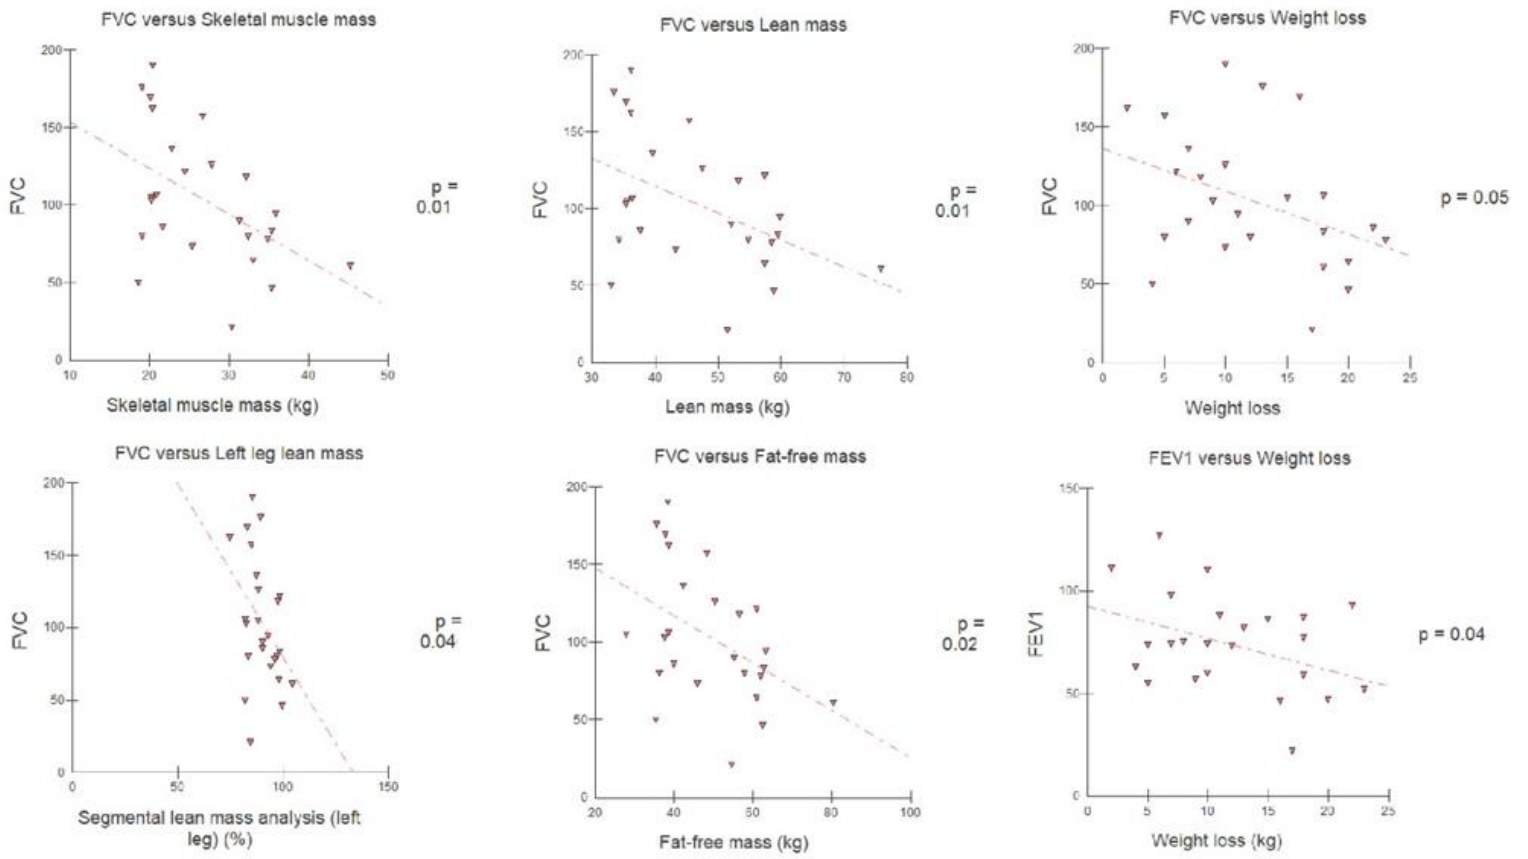 FVC versus Skeletal muscle mass
200
150
100
50
0
10 20 30 40 50
FVC
Skeletal muscle mass (kg)
p =
0.01
FVC versus Lean mass
200
150
100
50
0
30 40 50 60 70 80
FVC
Lean mass (kg)
p =
0.01
FVC versus Weight loss
200
150
100
50
0
0 5 10 15 20 25
FVC
Weight loss
p = 0.05
FVC versus Left leg lean mass
200
150
100
50
0
0 50 100 150
FVC
Segmental lean mass analysis (left
leg) (%)
p =
0.04
FVC versus Fat-free mass
200
150
100
50
0
20 40 60 80 100
FVC
Fat-free mass (kg)
p =
0.02
FEV1 versus Weight loss
150
100
50
0
0 5 10 15 20 25
FEV1
Weight loss (kg)
p = 0.04